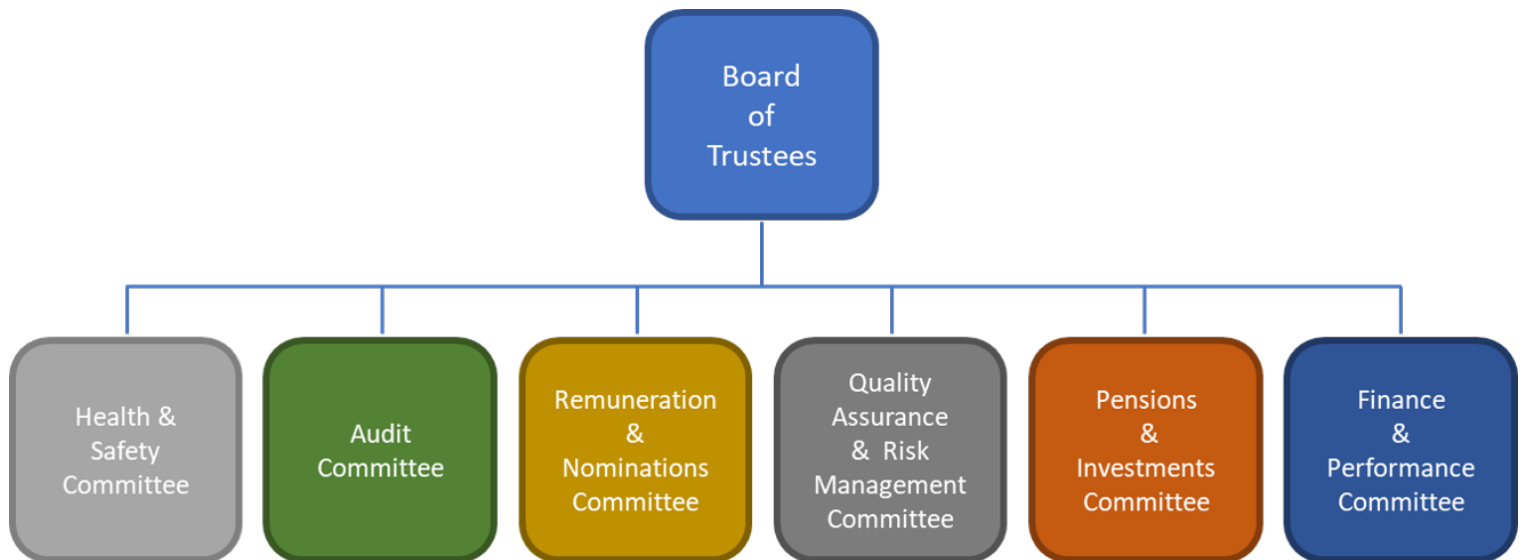 Board
of
Trustees
Health &
Safety
Committee
Audit
Committee
Remuneration
&
Nominations
Committee
Quality
Assurance
& Risk
Management
Committee
Pensions
&
Investments
Committee
Finance
&
Performance
Committee